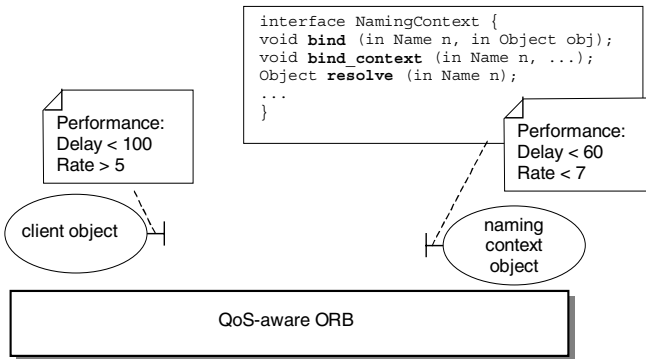 interface NamingContext {
void bind (in Name n, in Object obj);
void bind_context (in Name n, ...);
Object resolve (in Name n);
...
}
Performance:
Delay < 100
Rate > 5
Performance:
Delay < 60
Rate < 7
client object
naming
context
object
QoS-aware ORB